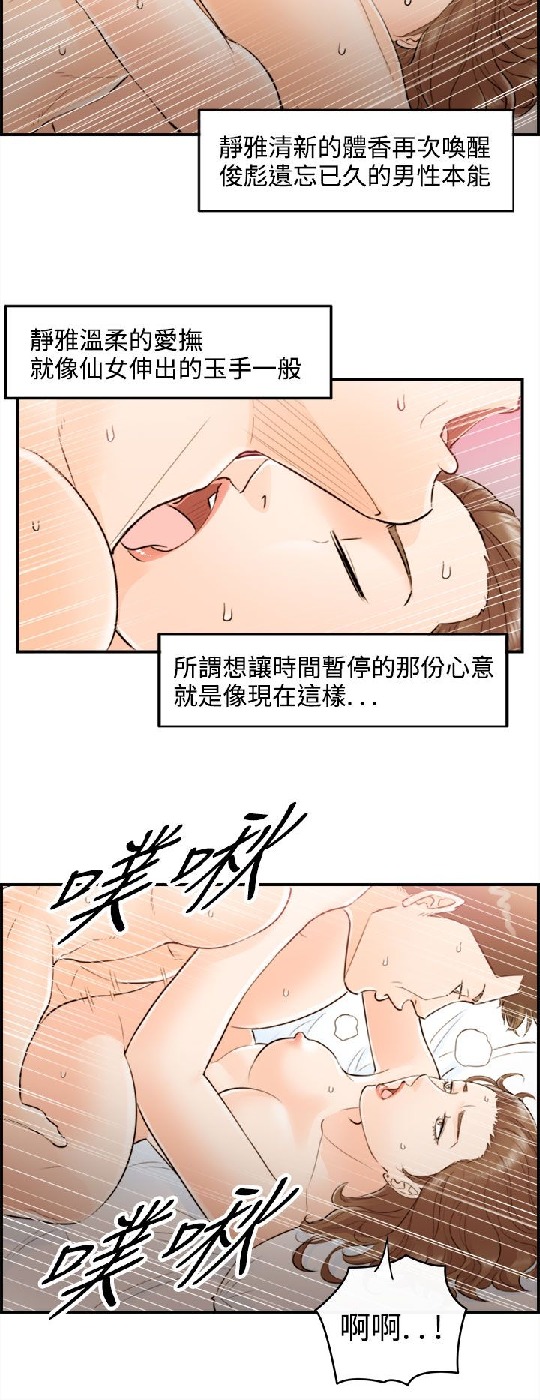 靜雅清新的體香再次喚醒
俊彪遺忘已久的男性本能
靜雅溫柔的愛撫
就像仙女伸出的玉手一般
所謂想讓時間暫停的那份心意
就是像現在這樣...
噗啾
噗啾
啊啊..!